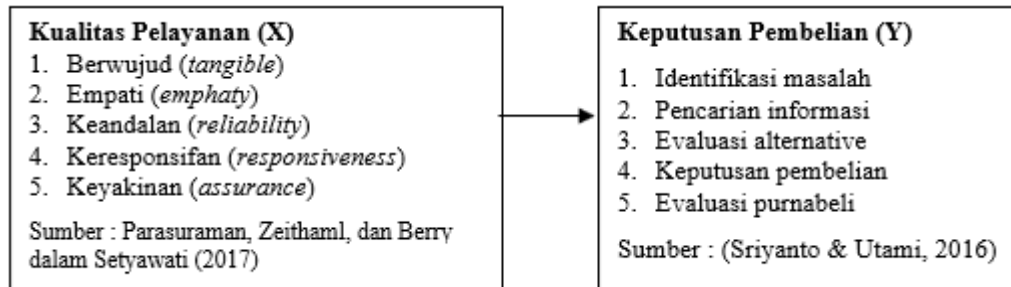 Kualitas Pelayanan (X)
1. Berwujud (tangible)
2. Empati (emphaty)
3. Keandalan (reliability)
4. Keresponsifan (responsiveness)
5. Keyakinan (assurance)
Sumber : Parasuraman, Zeithaml, dan Berry
dalam Setyawati (2017)
Keputusan Pembelian (Y)
1. Identifikasi masalah
2. Pencarian informasi
3. Evaluasi alternative
4. Keputusan pembelian
5. Evaluasi purnabeli
Sumber : (Sriyanto & Utami, 2016)